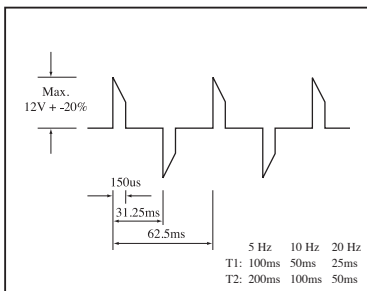 Max.
12V + -20%
150us
31.25ms
62.5ms
5 Hz 10 Hz 20 Hz
T1: 100ms 50ms 25ms
T2: 200ms 100ms 50ms